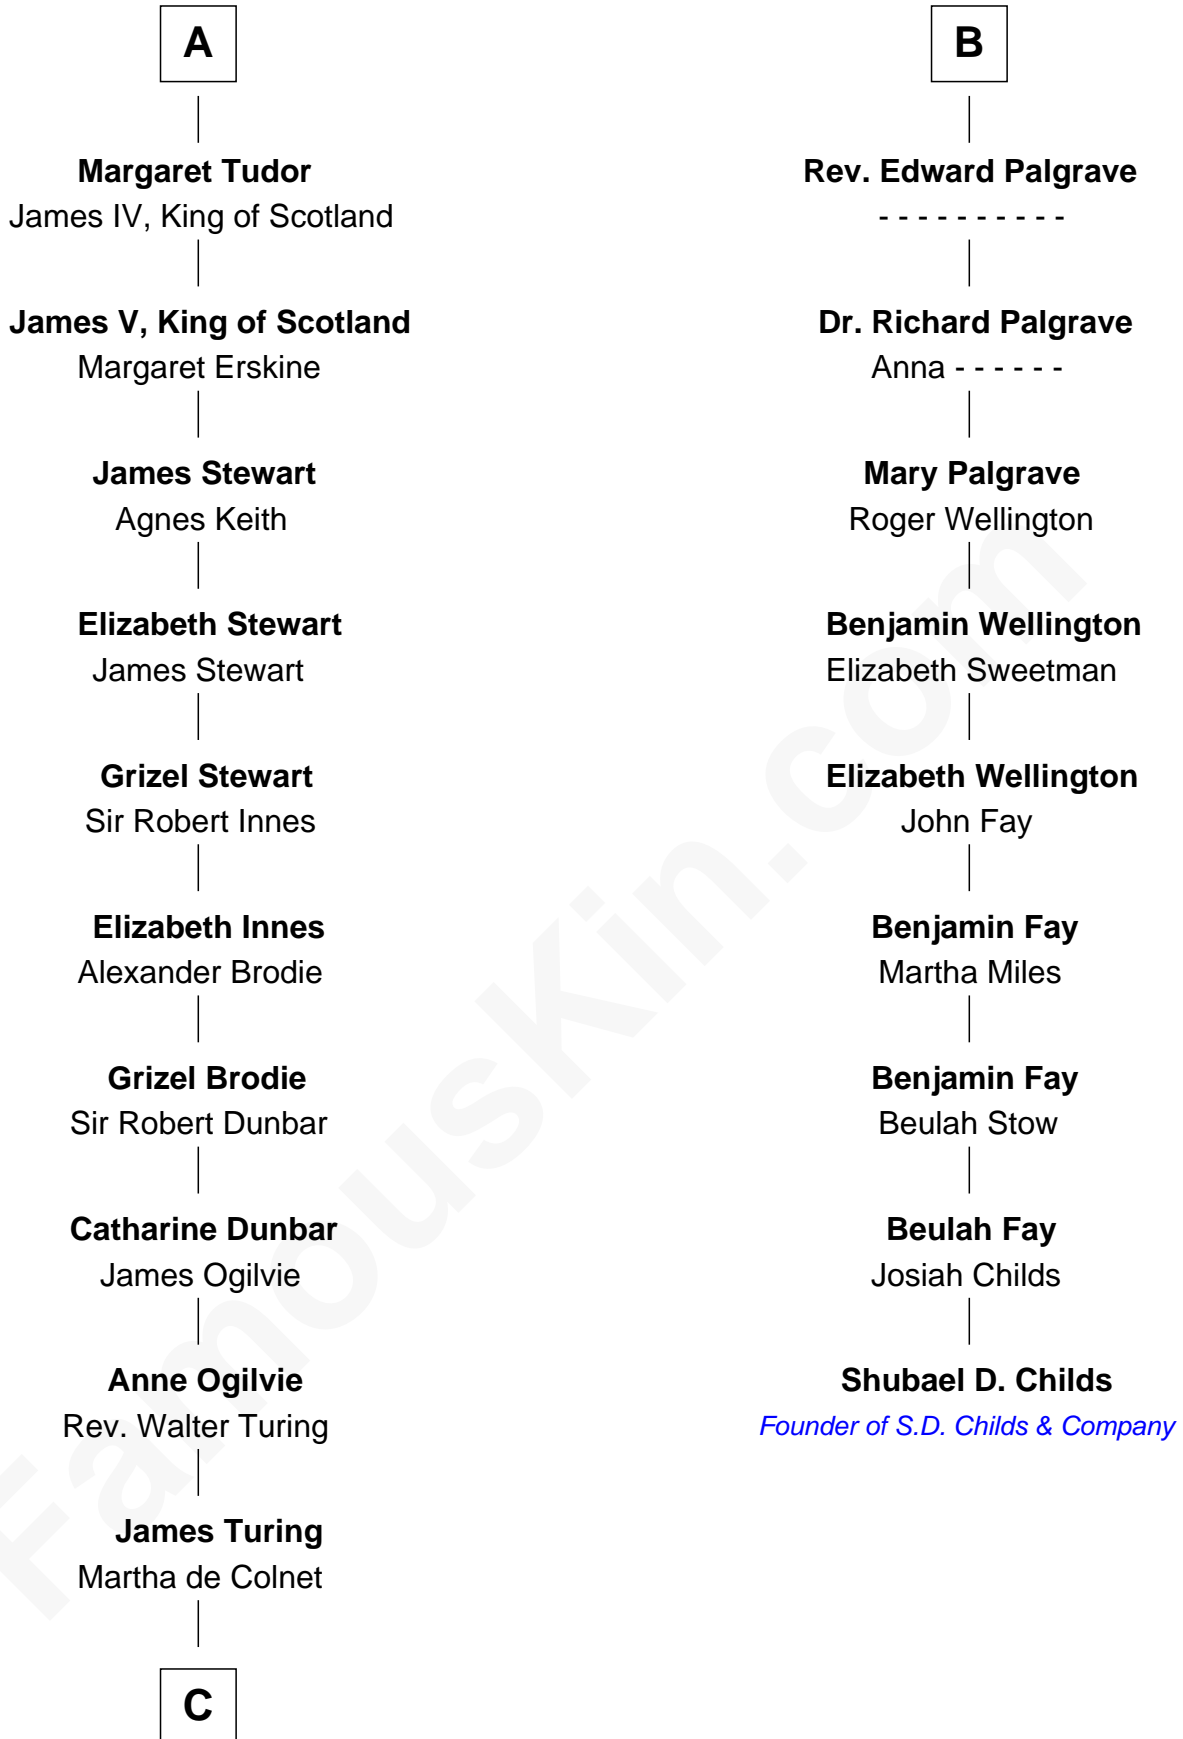 A
Margaret Tudor
James IV, King of Scotland
James V, King of Scotland
Margaret Erskine
James Stewart
Agnes Keith
Elizabeth Stewart
James Stewart
Grizel Stewart
Sir Robert Innes
Elizabeth Innes
Alexander Brodie
Grizel Brodie
Sir Robert Dunbar
Catharine Dunbar
James Ogilvie
Anne Ogilvie
Rev. Walter Turing
James Turing
Martha de Colnet
C
B
Rev. Edward Palgrave
- - - - - - - - - -
Dr. Richard Palgrave
Anna - - - - - -
Mary Palgrave
Roger Wellington
Benjamin Wellington
Elizabeth Sweetman
Elizabeth Wellington
John Fay
Benjamin Fay
Martha Miles
Benjamin Fay
Beulah Stow
Beulah Fay
Josiah Childs
Shubael D. Childs
Founder of S.D. Childs & Company
FamousKin.com